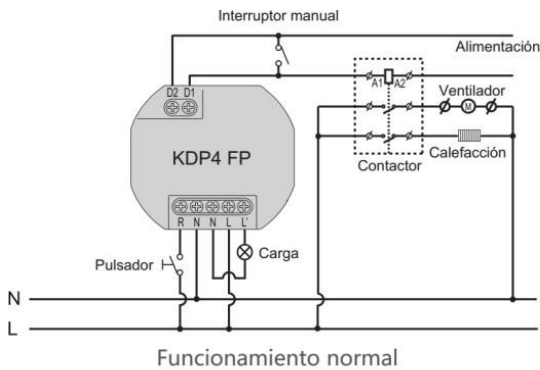 Interruptor manual
Alimentación
D2 D1
A1 A2
Ventilador
M
KDP4 FP
Contactor
Calefacción
R N N L L'
Pulsador
Carga
N
L
Funcionamiento normal